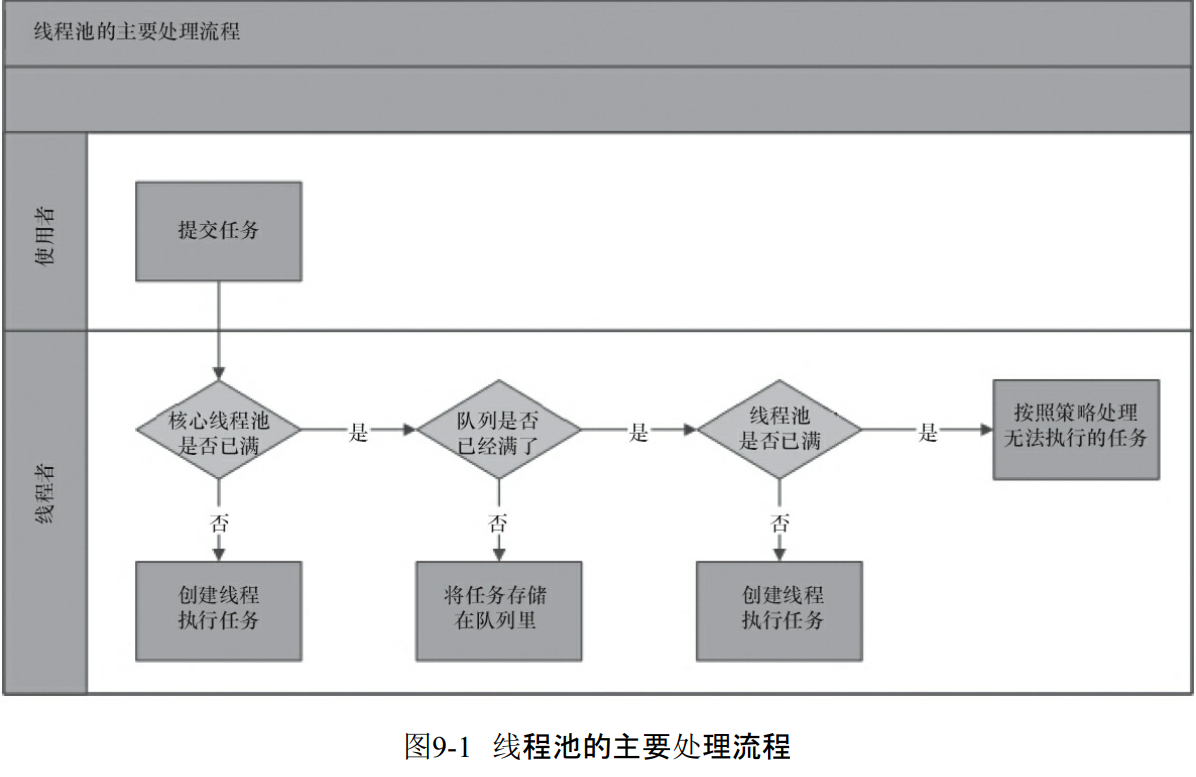 线程池的主要处理流程
使用者
提交任务
线程者
核心线程池
是否已满
是
队列是否
已经满了
是
线程池
是否已满
是
按照策略处理
无法执行的任务
否
否
否
创建线程
执行任务
将任务存储
在队列里
创建线程
执行任务
图9-1 线程池的主要处理流程